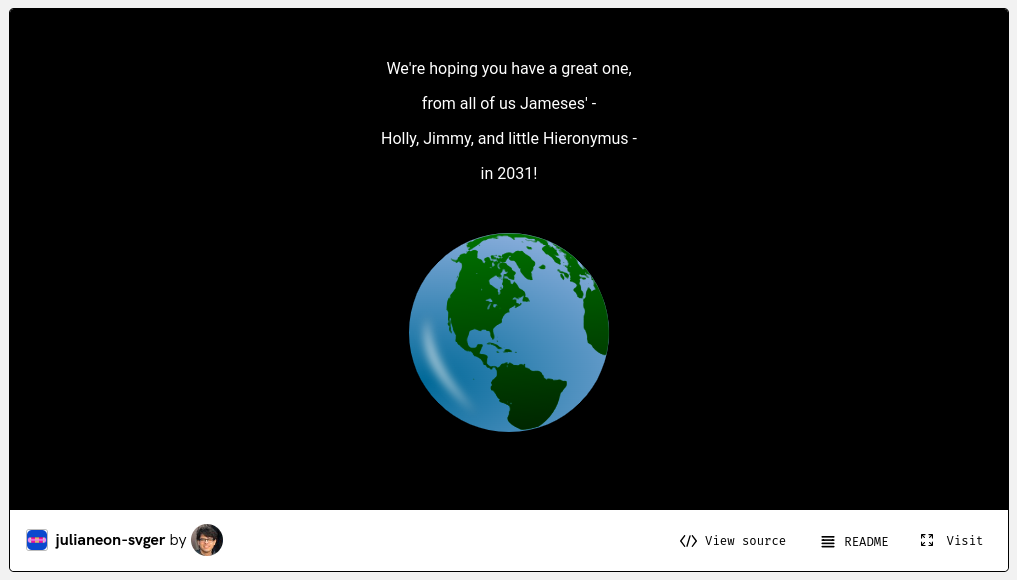 We're hoping you have a great one,
from all of us Jameses' -
Holly, Jimmy, and little Hieronymus -
in 2031!
julianeon-svger by
View source
README
Visit